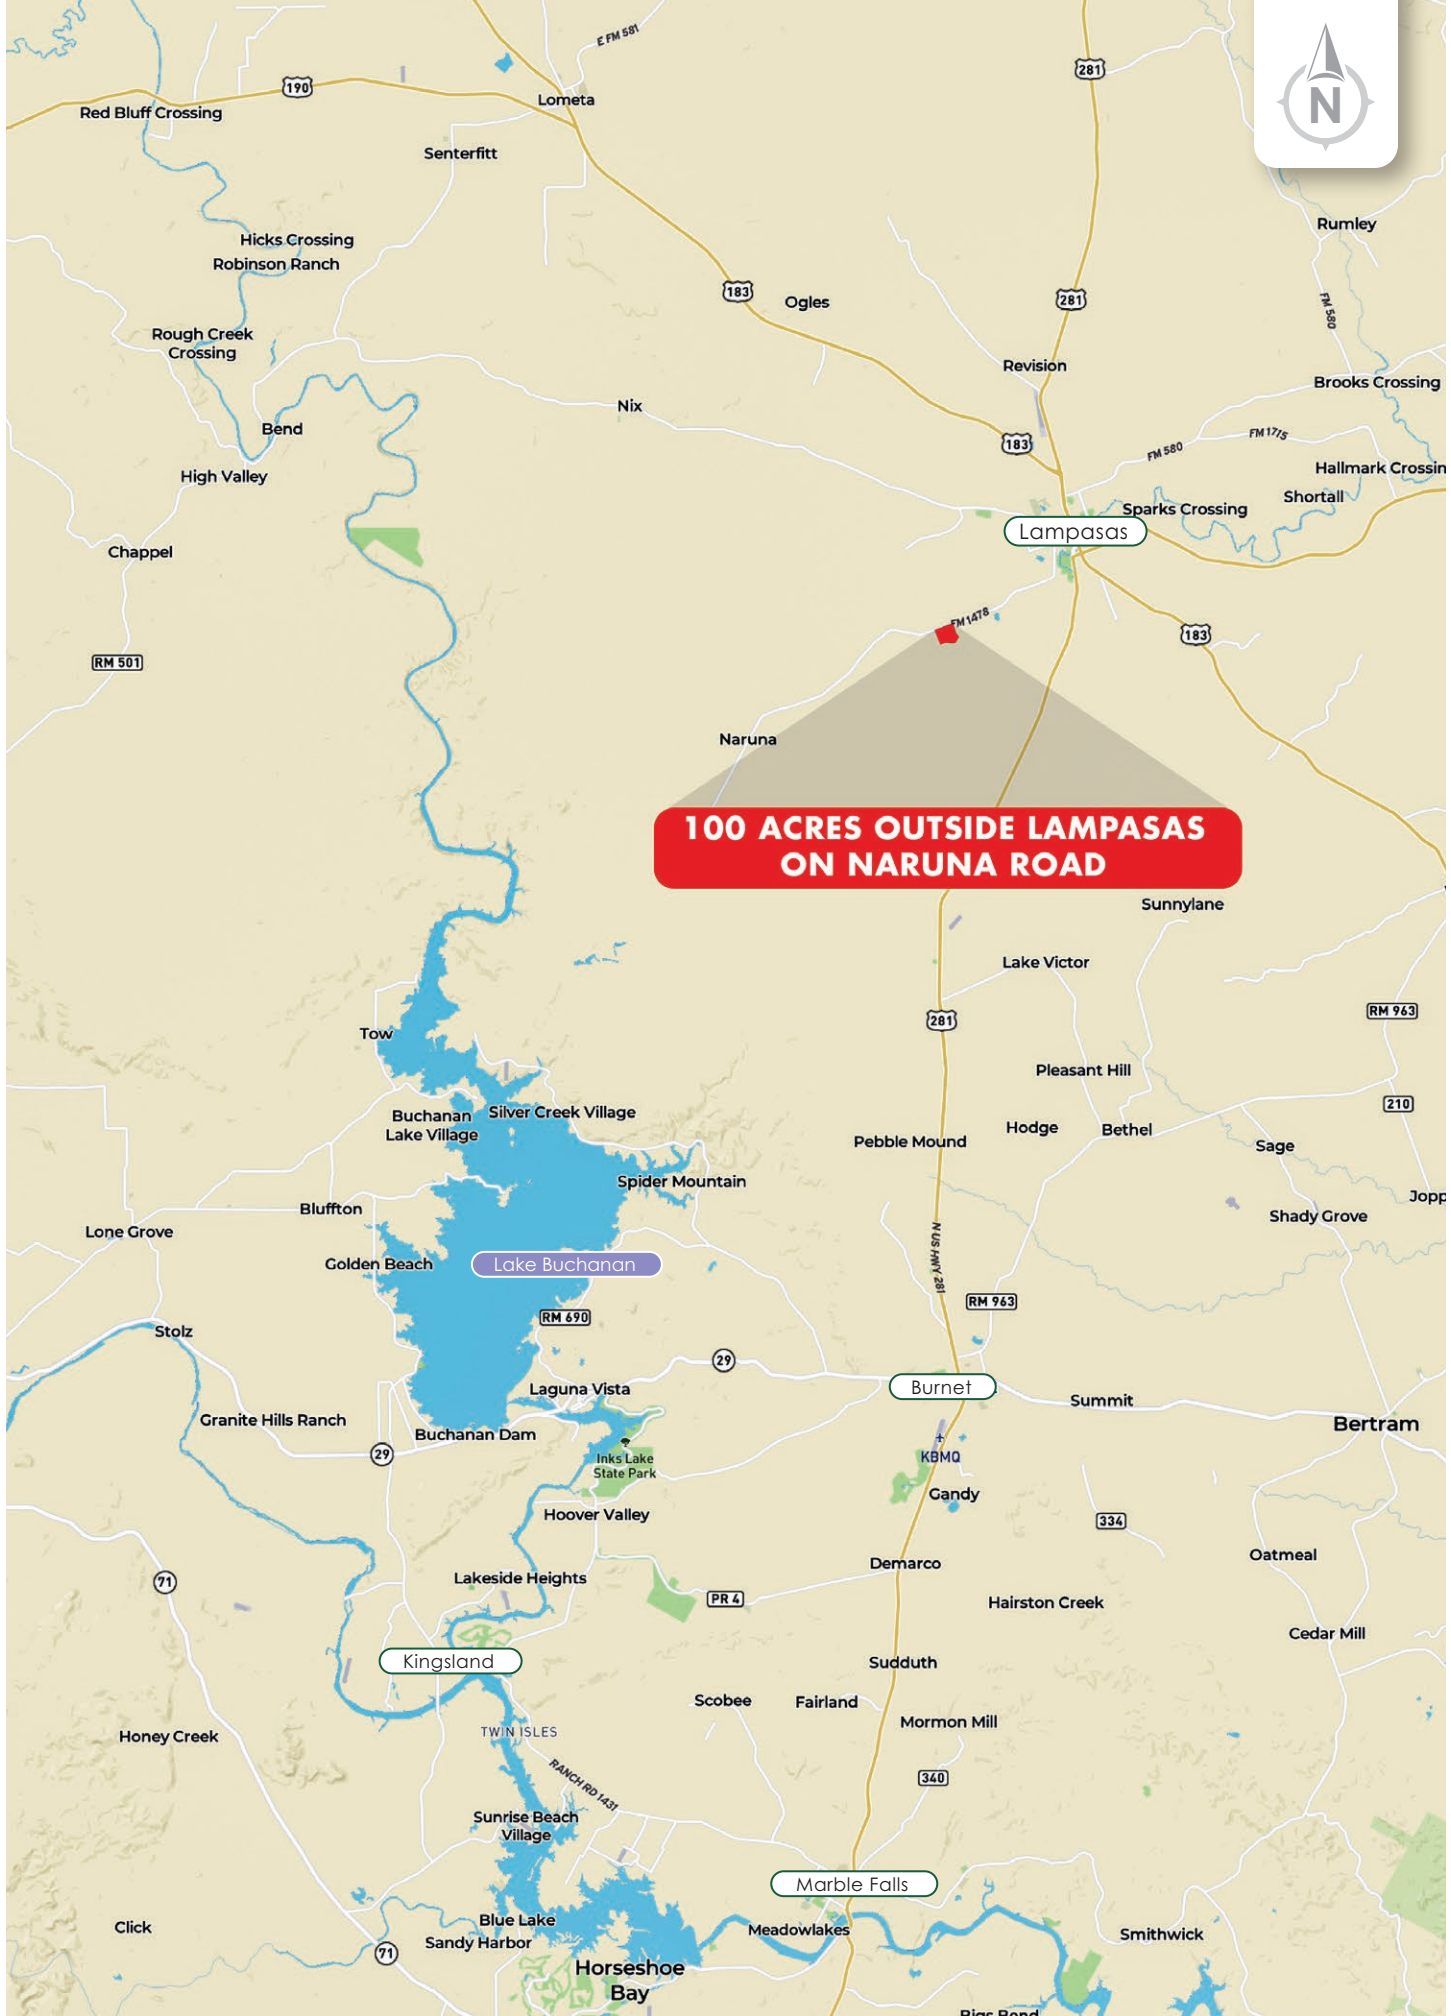 E FM 581
281
190
N
Lometa
Red Bluff Crossing
Senterfitt
Rumley
Hicks Crossing
Robinson Ranch
183
Ogles
281
FM 580
Rough Creek
Crossing
Revision
Brooks Crossing
Nix
Bend
183
FM 580
FM 1715
High Valley
Hallmark Crossin
Shortall
Sparks Crossing
Lampasas
Chappel
FM 1478
183
RM 501
Naruna
100 ACRES OUTSIDE LAMPASAS
ON NARUNA ROAD
Sunnylane
Lake Victor
RM 963
281
Tow
Pleasant Hill
210
Buchanan
Lake Village
Silver Creek Village
Hodge
Bethel
Pebble Mound
Sage
Spider Mountain
Jopp
Bluffton
Shady Grove
Lone Grove
N US HWY 281
Golden Beach
Lake Buchanan
RM 963
RM 690
Stolz
29
Laguna Vista
Burnet
Summit
Granite Hills Ranch
Bertram
Buchanan Dam
29
KBMQ
Inks Lake
State Park
Gandy
Hoover Valley
334
Oatmeal
Demarco
71
Lakeside Heights
PR 4
Hairston Creek
Cedar Mill
Kingsland
Sudduth
Scobee
Fairland
Mormon Mill
TWIN ISLES
Honey Creek
340
RANCH RD 1431
Sunrise Beach
Village
Marble Falls
Blue Lake
Click
Meadowlakes
Smithwick
Sandy Harbor
71
Horseshoe
Bay